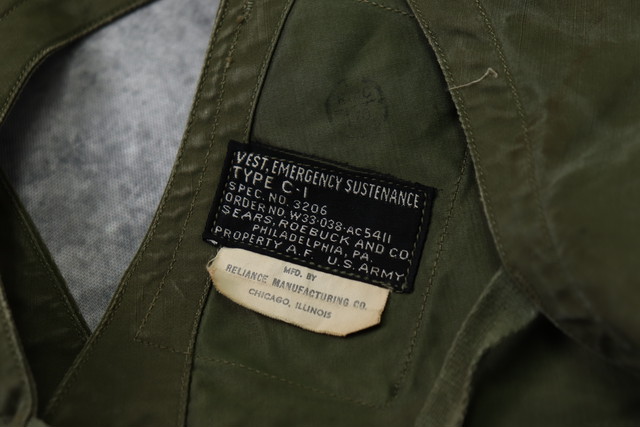 VEST, EMERGENCY SUSTENANCE
TYPE C-1
SPEC. NO. 3206
ORDER NO. W33-038-AC5411
SEARS, ROEBUCK AND CO.
PHILADELPHIA, PA.
PROPERTY A.F. U.S. ARMY
MFD. BY
RELIANCE MANUFACTURING CO.
CHICAGO, ILLINOIS